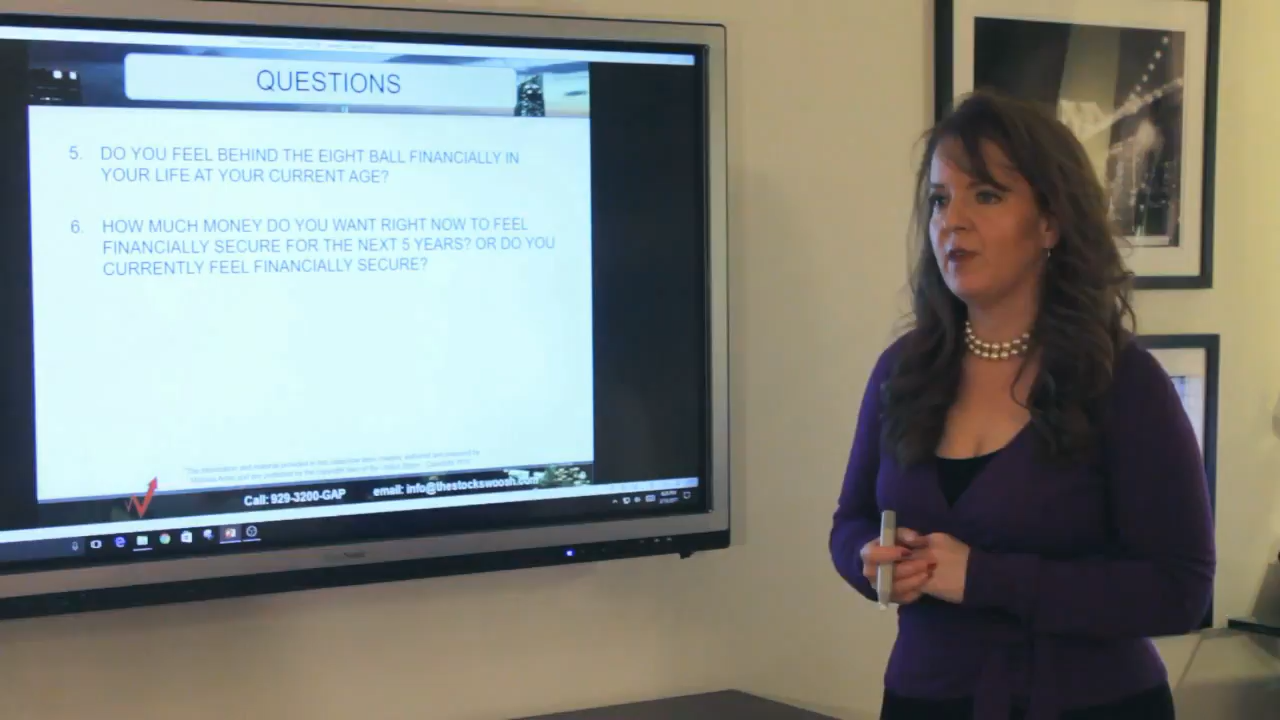 QUESTIONS
5. DO YOU FEEL BEHIND THE EIGHT BALL FINANCIALLY IN
YOUR LIFE AT YOUR CURRENT AGE?
6. HOW MUCH MONEY DO YOU WANT RIGHT NOW TO FEEL
FINANCIALLY SECURE FOR THE NEXT 5 YEARS? OR DO YOU
CURRENTLY FEEL FINANCIALLY SECURE?
Call: 929-3200-GAP email: info@thestockswoosh.com